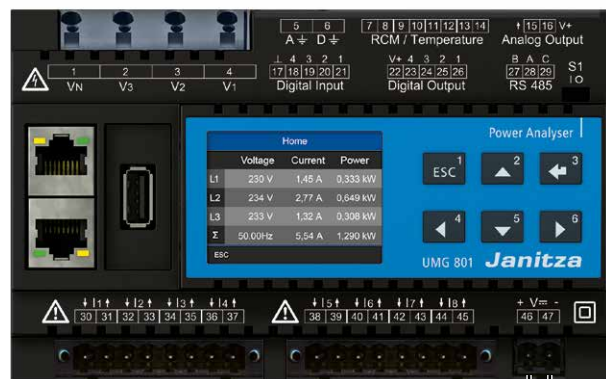 5 6 7 8 9 10 11 12 13 14 15 16 V+
A D RCM / Temperature Analog Output
1 2 3 4 ⊥ 4 3 2 1 V+ 4 3 2 1 B A C S1
17 18 19 20 21 22 23 24 25 26 27 28 29 I O
VN V3 V2 V1 Digital Input Digital Output RS 485
Home
Voltage Current Power
L1 230 V 1,45 A 0,333 kW
L2 234 V 2,77 A 0,649 kW
L3 233 V 1,32 A 0,308 kW
Σ 50.00Hz 5,54 A 1,290 kW
ESC
Power Analyser
ESC 1 2 3
4 5 6
UMG 801 Janitza
I1 I2 I3 I4 I5 I6 I7 I8 + V -
30 31 32 33 34 35 36 37 38 39 40 41 42 43 44 45 46 47